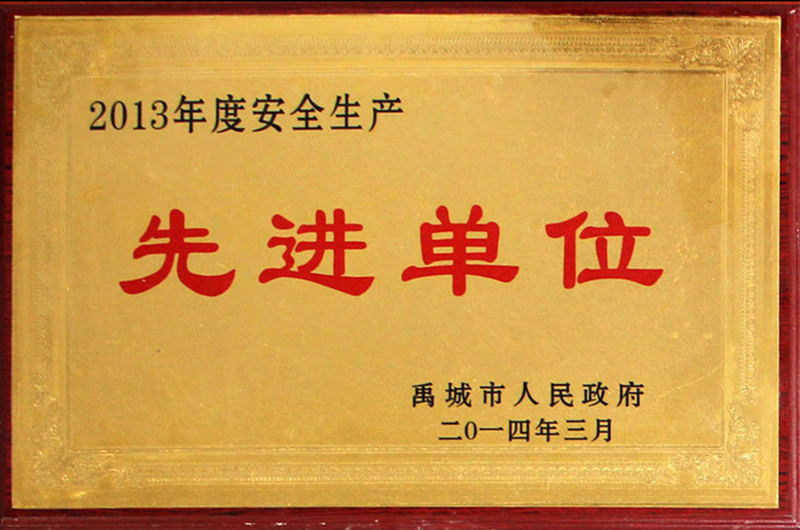 2013年度安全生产
先进单位
禹城市人民政府
二〇一四年三月